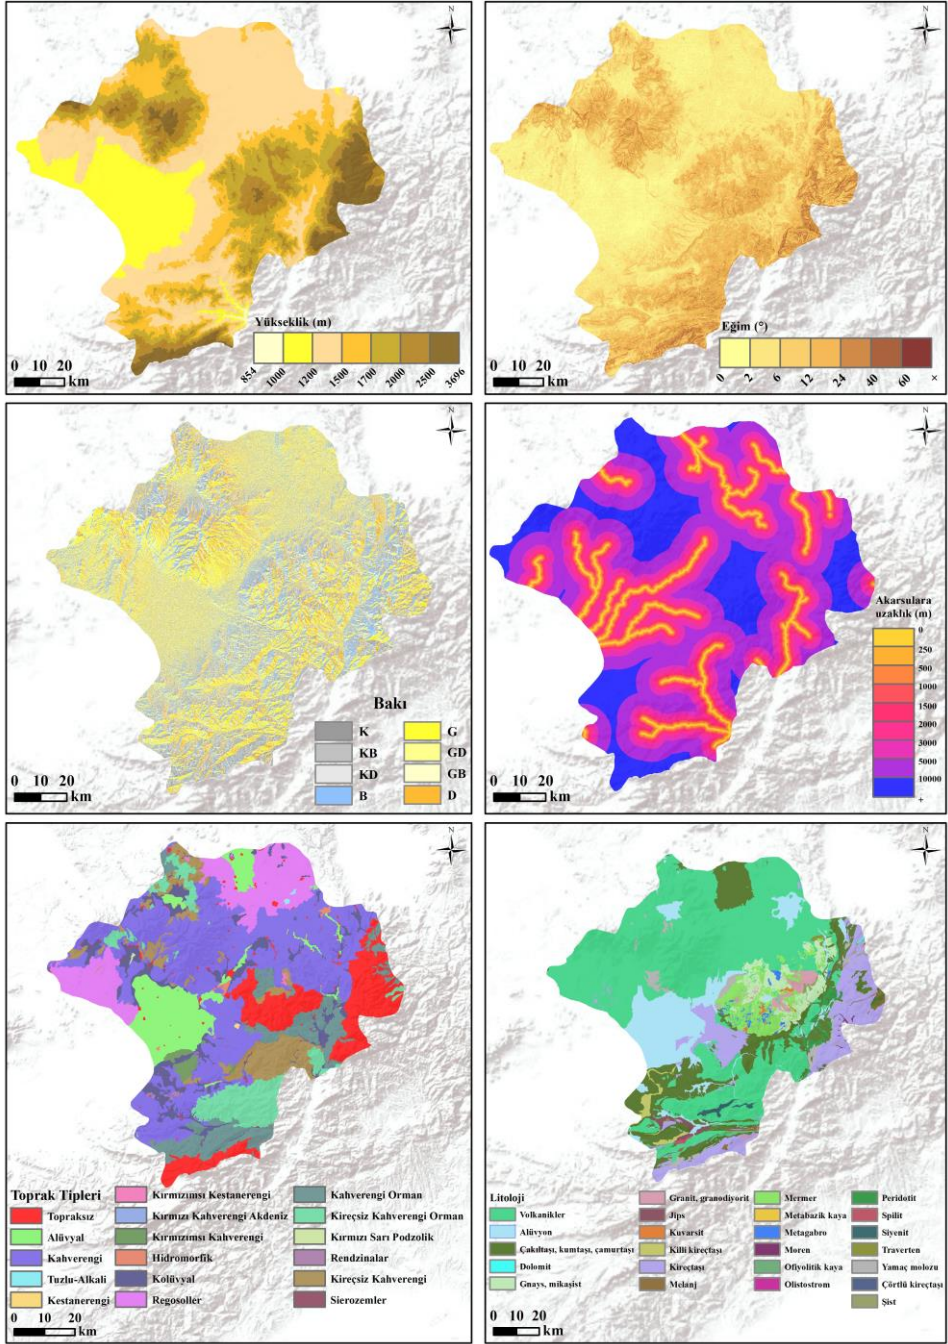 N
Yükseklik (m)
854
1000
1200
1500
1700
2000
2500
3696
0 10 20
km
N
Eğim (°)
0
2
6
12
24
40
60
×
0 10 20
km
N
Bakı
K
KB
KD
B
G
GD
GB
D
0 10 20
km
N
Akarsulara
uzaklık (m)
0
250
500
1000
1500
2000
3000
5000
10000
+
0 10 20
km
N
Toprak Tipleri
Topraksız
Alüvyal
Kahverengi
Tuzlu-Alkali
Kestanerengi
Kırmızımsı Kestanerengi
Kırmızı Kahverengi Akdeniz
Kırmızımsı Kahverengi
Hidromorfik
Kolüvyal
Regosoller
Kahverengi Orman
Kireçsiz Kahverengi Orman
Kırmızı Sarı Podzolik
Rendzinalar
Kireçsiz Kahverengi
Sierozemler
0 10 20
km
N
Litoloji
Volkanikler
Alüvyon
Çakıltaşı, kumtaşı, çamurtaşı
Dolomit
Gnays, mikaşist
Granit, granodiyorit
Jips
Kuvarsit
Killi kireçtaşı
Kireçtaşı
Melanj
Mermer
Metabazik kaya
Metagabro
Moren
Ofiyolitik kaya
Olistostrom
Peridotit
Spilit
Siyenit
Traverten
Yamaç molozu
Çörtlü kireçtaşı
Şist
0 10 20
km